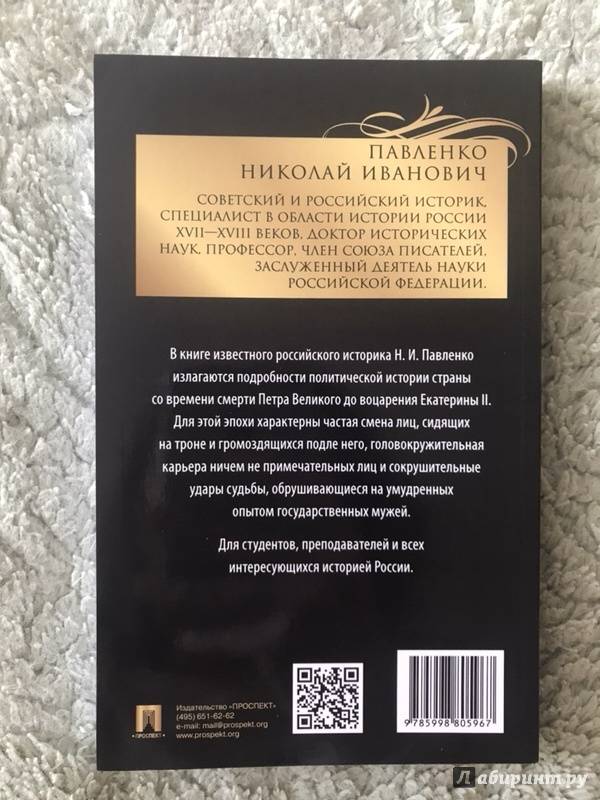 ПАВЛЕНКО
НИКОЛАЙ ИВАНОВИЧ
СОВЕТСКИЙ И РОССИЙСКИЙ ИСТОРИК,
СПЕЦИАЛИСТ В ОБЛАСТИ ИСТОРИИ РОССИИ
XVII—XVIII ВЕКОВ, ДОКТОР ИСТОРИЧЕСКИХ
НАУК, ПРОФЕССОР, ЧЛЕН СОЮЗА ПИСАТЕЛЕЙ,
ЗАСЛУЖЕННЫЙ ДЕЯТЕЛЬ НАУКИ
РОССИЙСКОЙ ФЕДЕРАЦИИ.
В книге известного российского историка Н. И. Павленко
излагаются подробности политической истории страны
со времени смерти Петра Великого до воцарения Екатерины II.
Для этой эпохи характерны частая смена лиц, сидящих
на троне и громоздящихся подле него, головокружительная
карьера ничем не примечательных лиц и сокрушительные
удары судьбы, обрушивающиеся на умудренных
опытом государственных мужей.
Для студентов, преподавателей и всех
интересующихся историей России.
•ПРОСПЕКТ•
Издательство «ПРОСПЕКТ»
(495) 651-62-62
e-mail: mail@prospekt.org
www.prospekt.org
9 785998 805967
Лабиринт.ру